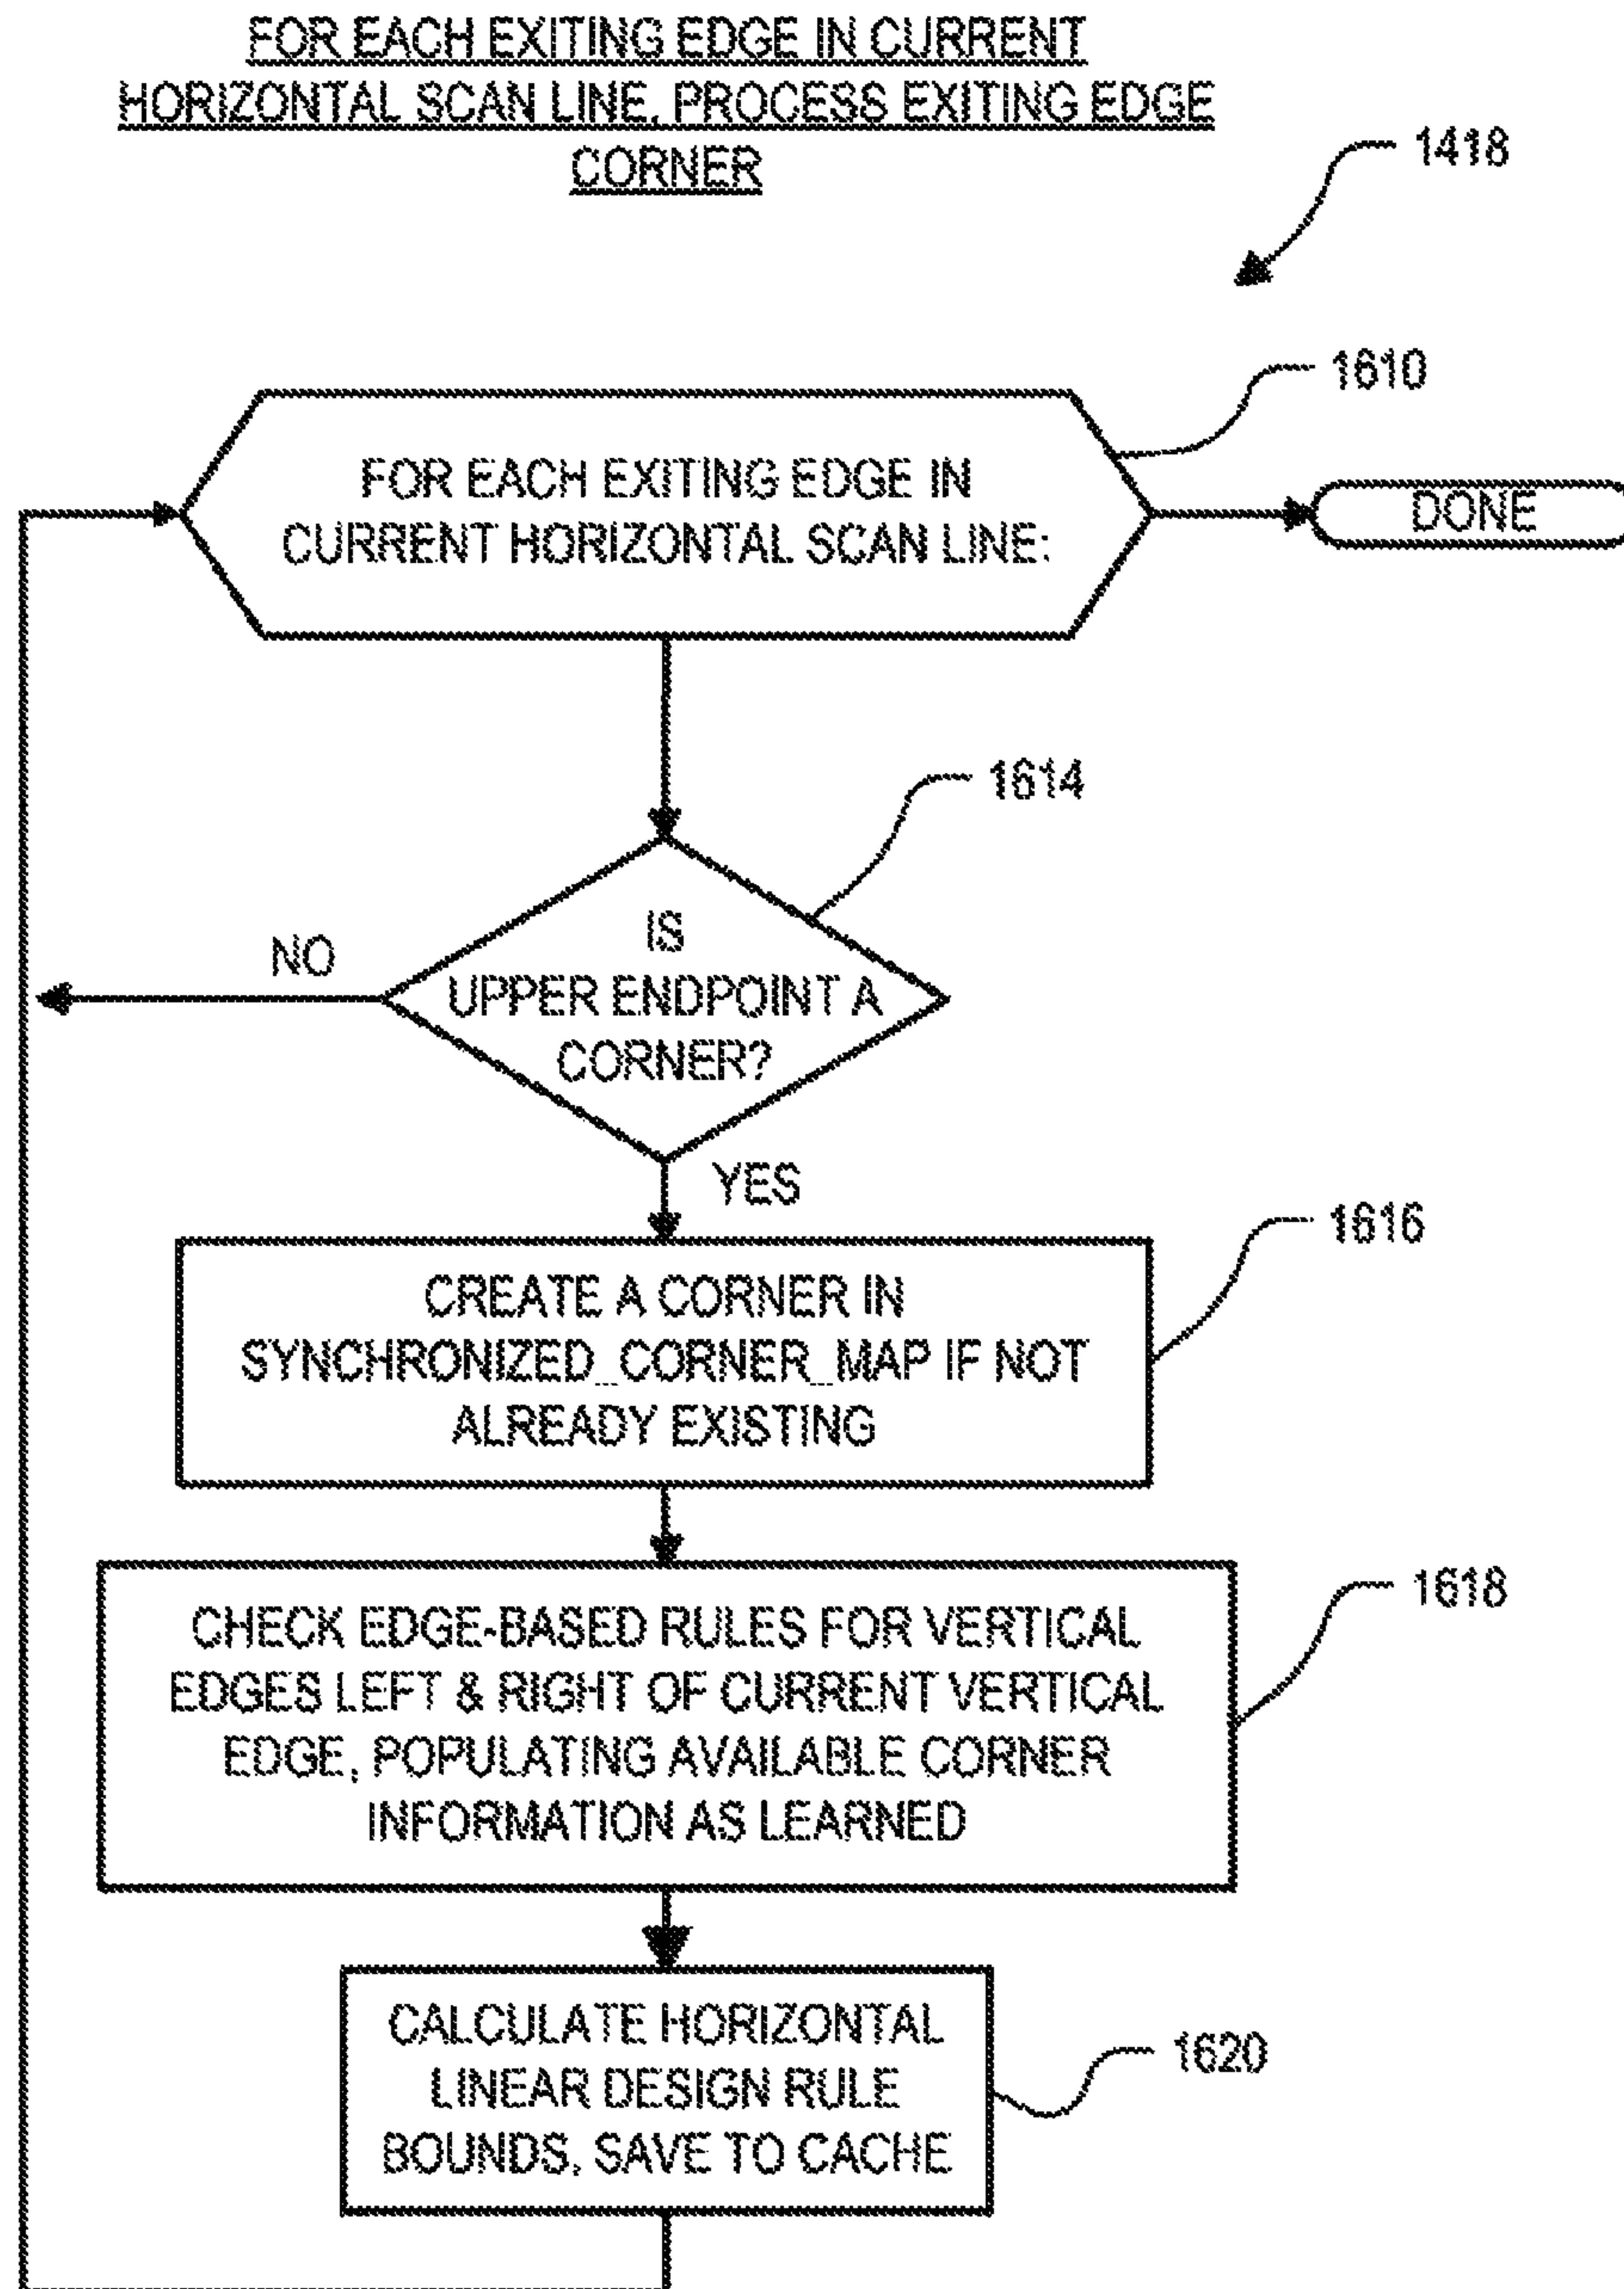 FOR EACH EXITING EDGE IN CURRENT
HORIZONTAL SCAN LINE, PROCESS EXITING EDGE
CORNER
1418
1610
FOR EACH EXITING EDGE IN
CURRENT HORIZONTAL SCAN LINE:
DONE
1614
IS
UPPER ENDPOINT A
CORNER?
NO
YES
1616
CREATE A CORNER IN
SYNCHRONIZED_CORNER_MAP IF NOT
ALREADY EXISTING
1618
CHECK EDGE-BASED RULES FOR VERTICAL
EDGES LEFT & RIGHT OF CURRENT VERTICAL
EDGE, POPULATING AVAILABLE CORNER
INFORMATION AS LEARNED
CALCULATE HORIZONTAL
LINEAR DESIGN RULE
BOUNDS, SAVE TO CACHE
1620